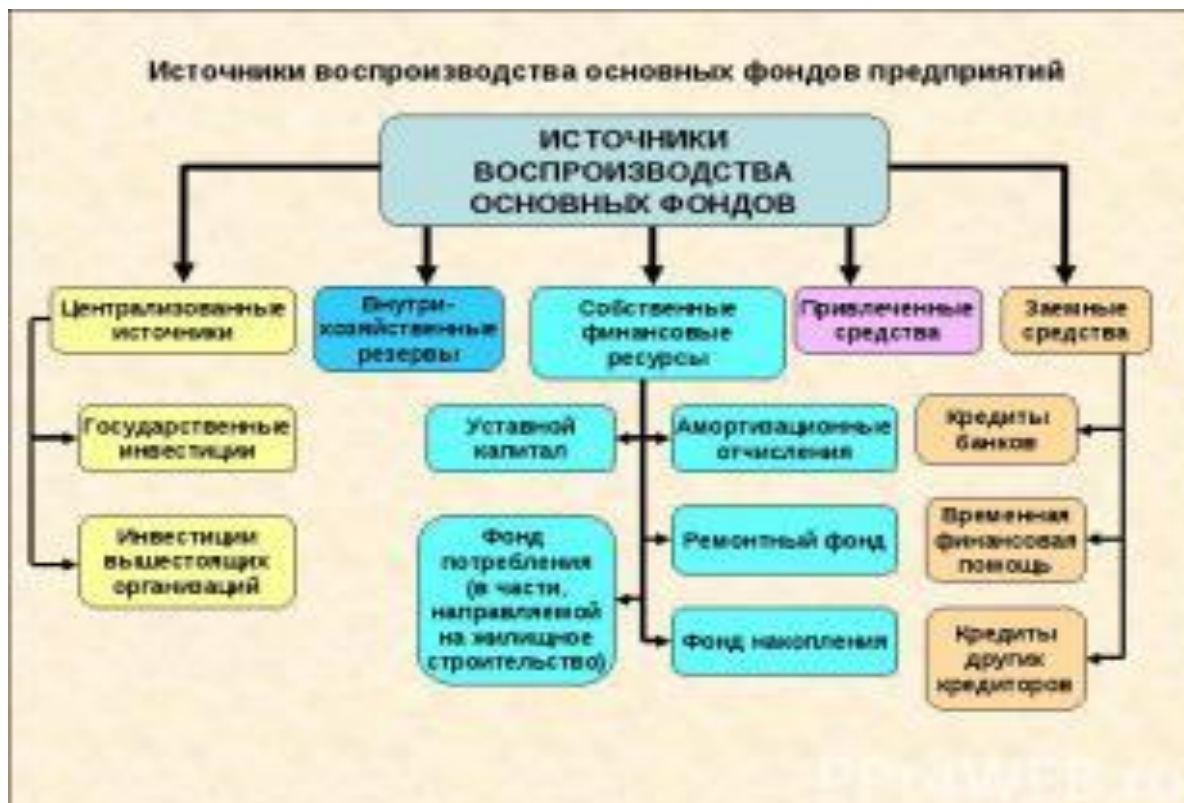 Источники воспроизводства основных фондов предприятий
ИСТОЧНИКИ
ВОСПРОИЗВОДСТВА
ОСНОВНЫХ ФОНДОВ
Централизованные
источники
Внутри-
хозяйственные
резервы
Собственные
финансовые
ресурсы
Привлеченные
средства
Заемные
средства
Государственные
инвестиции
Уставной
капитал
Амортизационные
отчисления
Кредиты
банков
Инвестиции
вышестоящих
организаций
Фонд
потребления
(в части,
направляемой
на жилищное
строительство)
Ремонтный фонд
Временная
финансовая
помощь
Фонд накопления
Кредиты
других
кредиторов